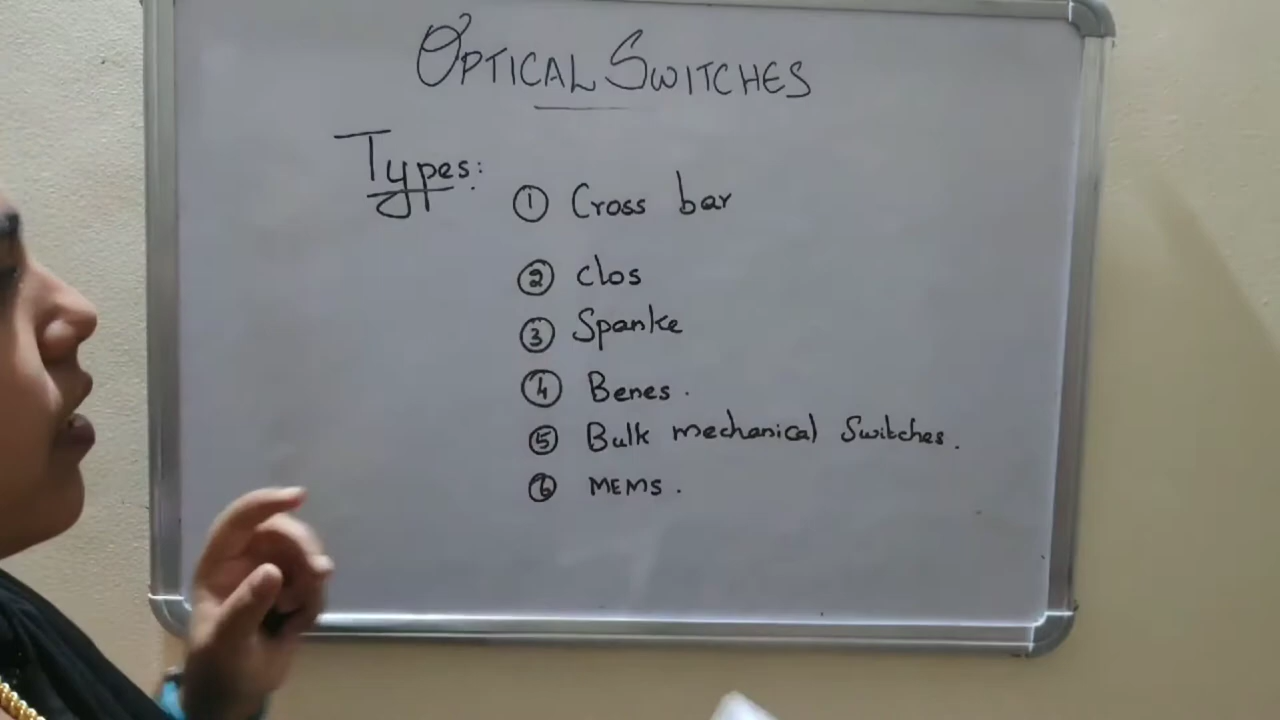 OPTICAL SWITCHES
Types:
① Cross bar
② Clos
③ Spanke
④ Benes.
⑤ Bulk mechanical Switches.
⑥ MEMS.